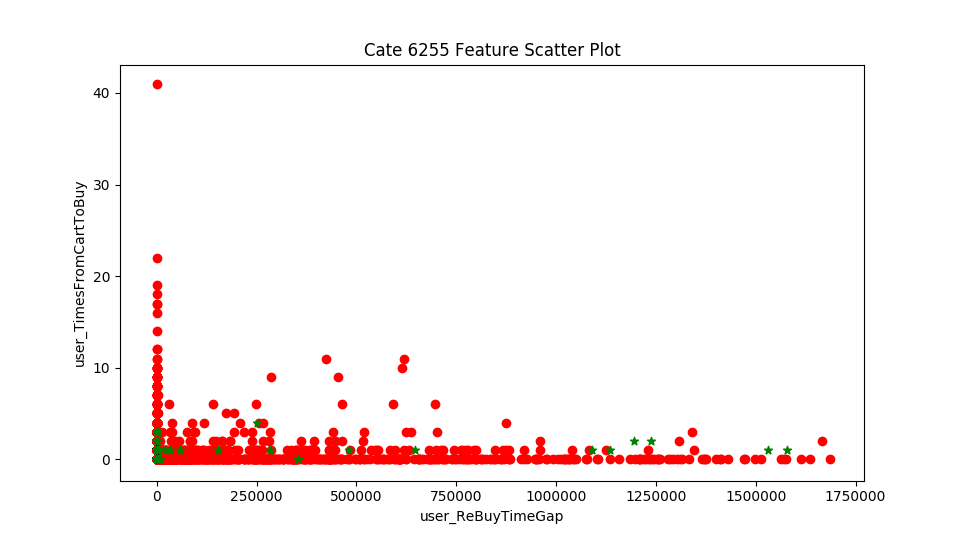 Cate 6255 Feature Scatter Plot
40
30
20
10
0
user_TimesFromCartToBuy
0 250000 500000 750000 1000000 1250000 1500000 1750000
user_ReBuyTimeGap